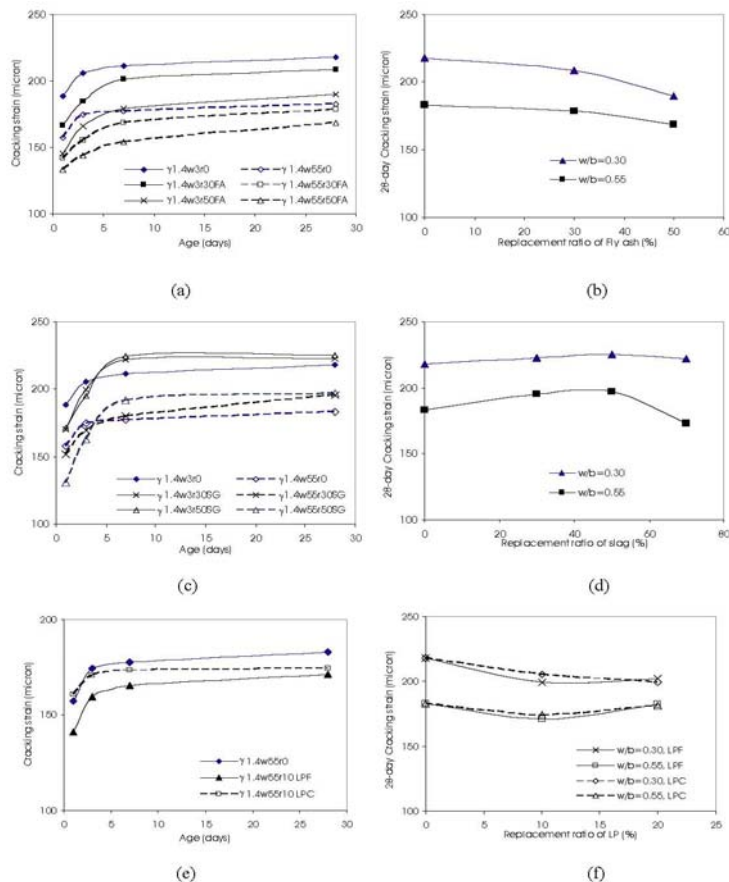 250
200
150
100
Cracking strain (micron)
0 5 10 15 20 25 30
Age (days)
γ1.4w3r0
γ1.4w55r0
γ1.4w3r30FA
γ1.4w55r30FA
γ1.4w3r50FA
γ1.4w55r50FA
(a)
250
200
150
100
28-day Cracking strain (micron)
w/b=0.30
w/b=0.55
0 10 20 30 40 50 60
Replacement ratio of Fly ash (%)
(b)
250
200
150
100
Cracking strain (micron)
γ1.4w3r0
γ1.4w55r0
γ1.4w3r30SG
γ1.4w55r30SG
γ1.4w3r50SG
γ1.4w55r50SG
0 5 10 15 20 25 30
Age (days)
(c)
250
200
150
100
28-day Cracking strain (micron)
w/b=0.30
w/b=0.55
0 20 40 60 80
Replacement ratio of slag (%)
(d)
200
150
100
Cracking strain (micron)
γ1.4w55r0
γ1.4w55r10 LPF
γ1.4w55r10 LPC
0 5 10 15 20 25 30
Age (days)
(e)
250
200
150
100
28-day Cracking strain (micron)
w/b=0.30, LPF
w/b=0.55, LPF
w/b=0.30, LPC
w/b=0.55, LPC
0 5 10 15 20 25
Replacement ratio of LP (%)
(f)